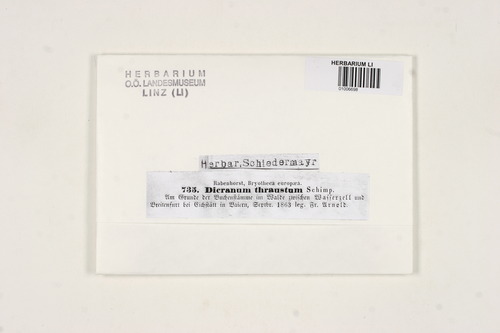 HERBARIUM
O.Ö. LANDESMUSEUM
LINZ (LI)
HERBARIUM LI
Herbar. Schiedermayr
Rabenhorst, Bryotheca europaea.
735. Dicranum thraustum Schimp.
Am Grunde der Buchenstämme im Walde zwischen Wasserzell und
Breitenfurt bei Eichstätt in Baiern, Septbr. 1863 leg. Fr. Arnold.